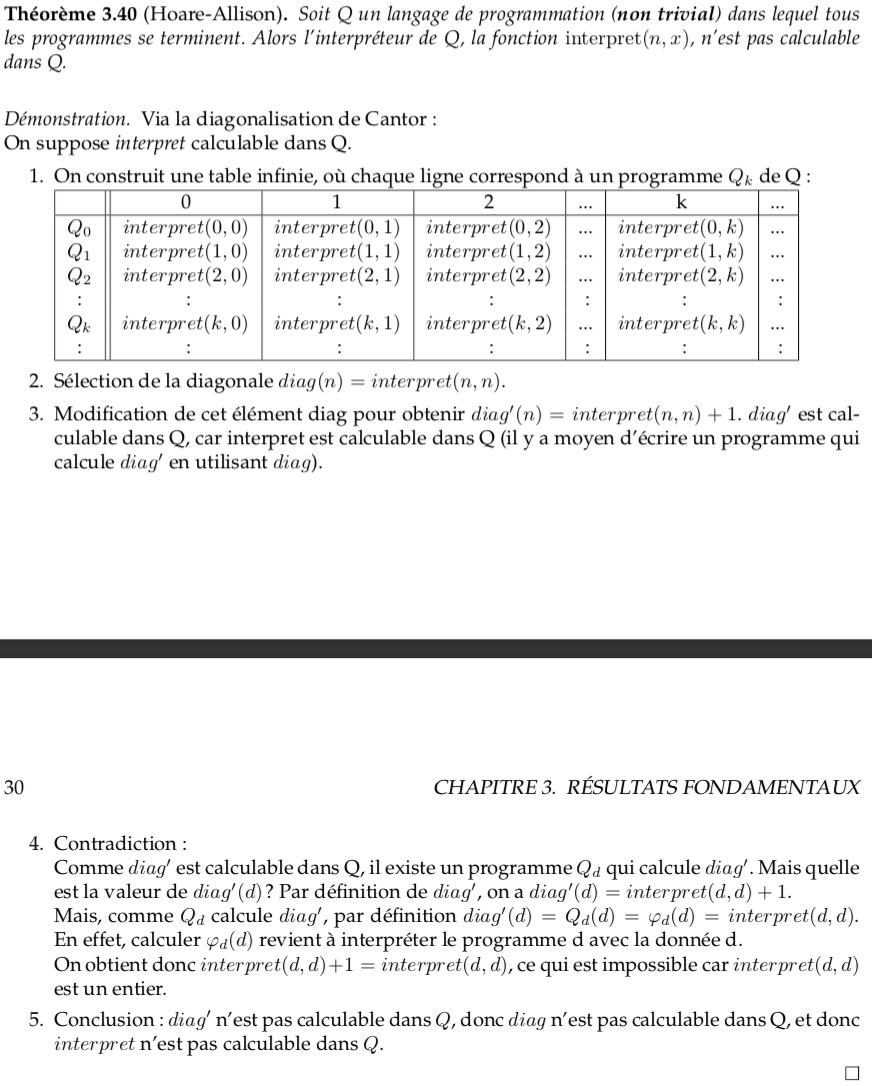 Théorème 3.40 (Hoare-Allison). Soit Q un langage de programmation (non trivial) dans lequel tous
les programmes se terminent. Alors l'interpréteur de Q, la fonction interpret(n, x), n'est pas calculable
dans Q.
Démonstration. Via la diagonalisation de Cantor :
On suppose interpret calculable dans Q.
1. On construit une table infinie, où chaque ligne correspond à un programme Qₖ de Q :
0 1 2 ... k ...
Q₀ interpret(0, 0) interpret(0, 1) interpret(0, 2) ... interpret(0, k) ...
Q₁ interpret(1, 0) interpret(1, 1) interpret(1, 2) ... interpret(1, k) ...
Q₂ interpret(2, 0) interpret(2, 1) interpret(2, 2) ... interpret(2, k) ...
: : : : : : :
Qₖ interpret(k, 0) interpret(k, 1) interpret(k, 2) ... interpret(k, k) ...
: : : : : : :
2. Sélection de la diagonale diag(n) = interpret(n, n).
3. Modification de cet élément diag pour obtenir diag′(n) = interpret(n, n) + 1. diag′ est cal-
culable dans Q, car interpret est calculable dans Q (il y a moyen d'écrire un programme qui
calcule diag′ en utilisant diag).
30 CHAPITRE 3. RÉSULTATS FONDAMENTAUX
4. Contradiction :
Comme diag′ est calculable dans Q, il existe un programme Q_d qui calcule diag′. Mais quelle
est la valeur de diag′(d) ? Par définition de diag′, on a diag′(d) = interpret(d, d) + 1.
Mais, comme Q_d calcule diag′, par définition diag′(d) = Q_d(d) = φ_d(d) = interpret(d, d).
En effet, calculer φ_d(d) revient à interpréter le programme d avec la donnée d.
On obtient donc interpret(d, d)+1 = interpret(d, d), ce qui est impossible car interpret(d, d)
est un entier.
5. Conclusion : diag′ n'est pas calculable dans Q, donc diag n'est pas calculable dans Q, et donc
interpret n'est pas calculable dans Q.
□